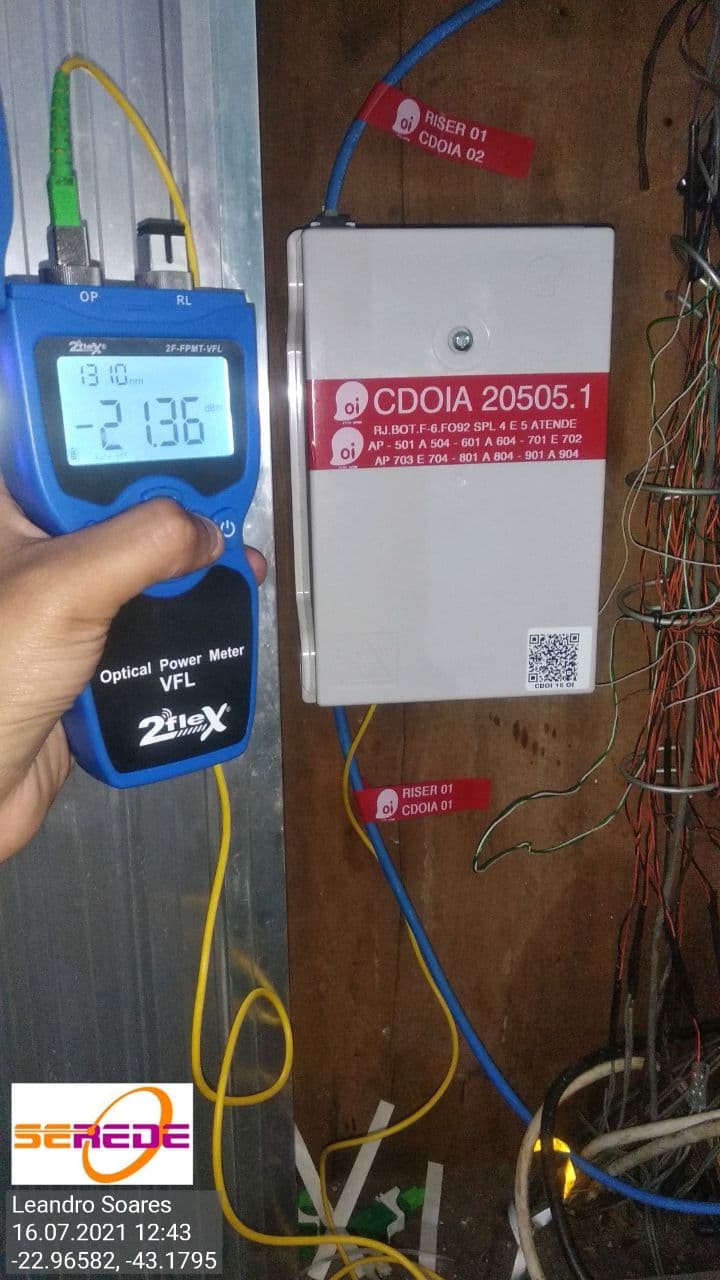 oi
RISER 01
CDOIA 02
OP
RL
2fleX®
2F-FPMT-VFL
1310nm
-21.36 dBm
oi CDOIA 20505.1
RJ.BOT.F-6.FO92 SPL 4 E 5 ATENDE
oi AP - 501 A 504 - 601 A 604 - 701 E 702
AP 703 E 704 - 801 A 804 - 901 A 904
Optical Power Meter
VFL
2fleX®
CDOI 16 OI
oi
RISER 01
CDOIA 01
SEREDE
Leandro Soares
16.07.2021 12:43
-22.96582, -43.1795